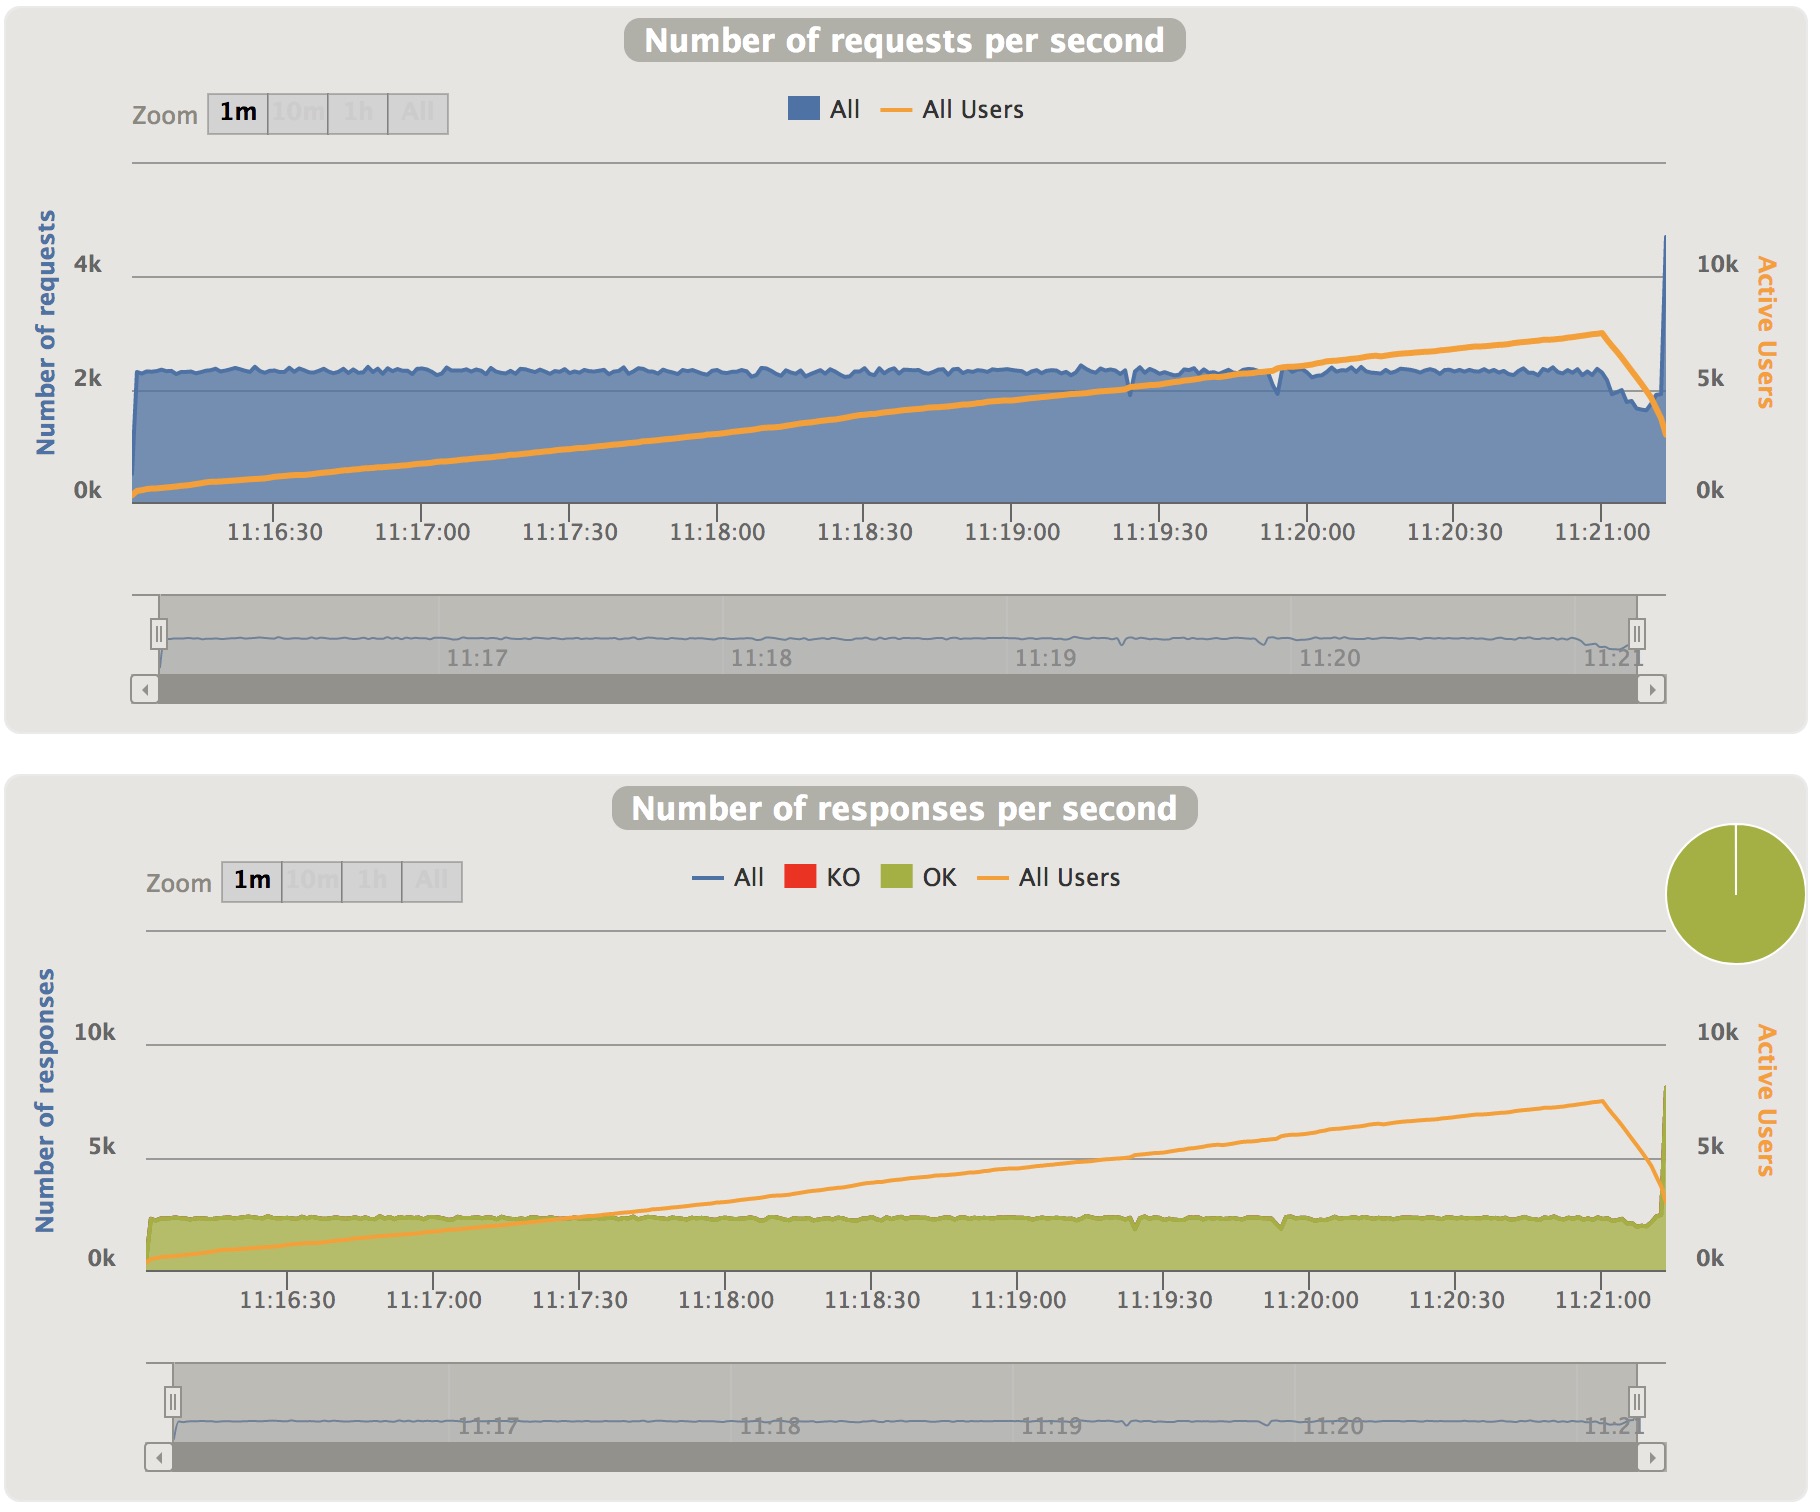 Number of requests per second
Zoom 1m 10m 1h All
All All Users
Number of requests
4k
2k
0k
10k
5k
0k
Active Users
11:16:30 11:17:00 11:17:30 11:18:00 11:18:30 11:19:00 11:19:30 11:20:00 11:20:30 11:21:00
11:17 11:18 11:19 11:20 11:21
Number of responses per second
Zoom 1m 10m 1h All
All KO OK All Users
Number of responses
10k
5k
0k
10k
5k
0k
Active Users
11:16:30 11:17:00 11:17:30 11:18:00 11:18:30 11:19:00 11:19:30 11:20:00 11:20:30 11:21:00
11:17 11:18 11:19 11:20 11:21